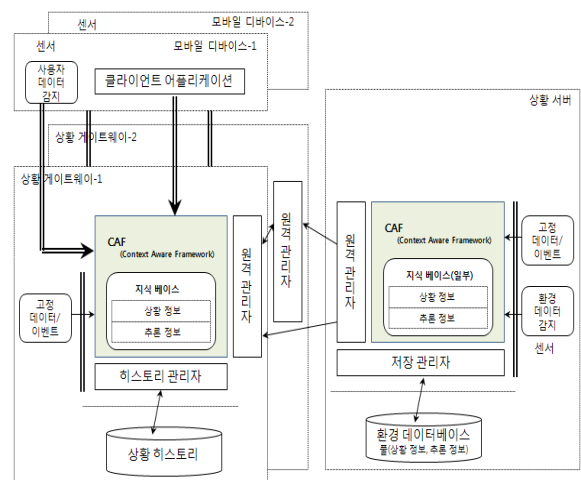 센서
모바일 디바이스-2
센서
모바일 디바이스-1
사용자
데이터
감지
클라이언트 어플리케이션
상황 서버
상황 게이트웨이-2
상황 게이트웨이-1
CAF
(Context Aware Framework)
지식 베이스
상황 정보
추론 정보
원격 관리자
원격 관리자
원격 관리자
CAF
(Context Aware Framework)
지식 베이스(일부)
상황 정보
추론 정보
고정
데이터/
이벤트
고정
데이터/
이벤트
환경
데이터
감지
센서
히스토리 관리자
저장 관리자
상황 히스토리
환경 데이터베이스
풀(상황 정보, 추론 정보)